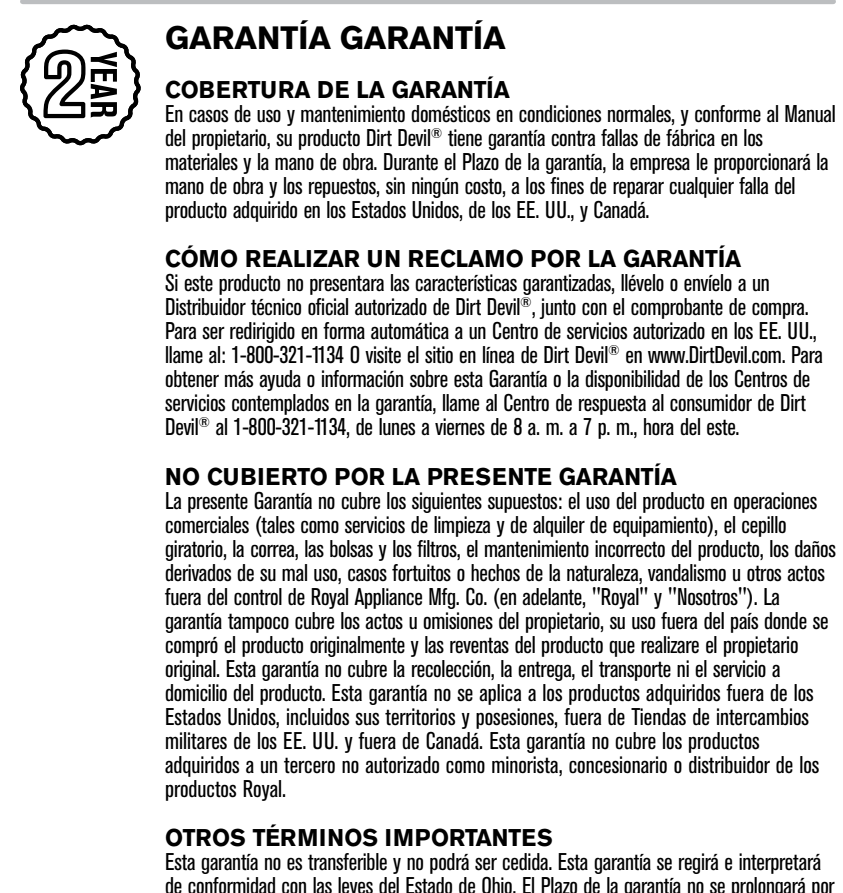 2
YEAR
GARANTÍA GARANTÍA
COBERTURA DE LA GARANTÍA
En casos de uso y mantenimiento domésticos en condiciones normales, y conforme al Manual
del propietario, su producto Dirt Devil® tiene garantía contra fallas de fábrica en los
materiales y la mano de obra. Durante el Plazo de la garantía, la empresa le proporcionará la
mano de obra y los repuestos, sin ningún costo, a los fines de reparar cualquier falla del
producto adquirido en los Estados Unidos, de los EE. UU., y Canadá.
CÓMO REALIZAR UN RECLAMO POR LA GARANTÍA
Si este producto no presentara las características garantizadas, llévelo o envíelo a un
Distribuidor técnico oficial autorizado de Dirt Devil®, junto con el comprobante de compra.
Para ser redirigido en forma automática a un Centro de servicios autorizado en los EE. UU.,
llame al: 1-800-321-1134 O visite el sitio en línea de Dirt Devil® en www.DirtDevil.com. Para
obtener más ayuda o información sobre esta Garantía o la disponibilidad de los Centros de
servicios contemplados en la garantía, llame al Centro de respuesta al consumidor de Dirt
Devil® al 1-800-321-1134, de lunes a viernes de 8 a. m. a 7 p. m., hora del este.
NO CUBIERTO POR LA PRESENTE GARANTÍA
La presente Garantía no cubre los siguientes supuestos: el uso del producto en operaciones
comerciales (tales como servicios de limpieza y de alquiler de equipamiento), el cepillo
giratorio, la correa, las bolsas y los filtros, el mantenimiento incorrecto del producto, los daños
derivados de su mal uso, casos fortuitos o hechos de la naturaleza, vandalismo u otros actos
fuera del control de Royal Appliance Mfg. Co. (en adelante, "Royal" y "Nosotros"). La
garantía tampoco cubre los actos u omisiones del propietario, su uso fuera del país donde se
compró el producto originalmente y las reventas del producto que realizare el propietario
original. Esta garantía no cubre la recolección, la entrega, el transporte ni el servicio a
domicilio del producto. Esta garantía no se aplica a los productos adquiridos fuera de los
Estados Unidos, incluidos sus territorios y posesiones, fuera de Tiendas de intercambios
militares de los EE. UU. y fuera de Canadá. Esta garantía no cubre los productos
adquiridos a un tercero no autorizado como minorista, concesionario o distribuidor de los
productos Royal.
OTROS TÉRMINOS IMPORTANTES
Esta garantía no es transferible y no podrá ser cedida. Esta garantía se regirá e interpretará
de conformidad con las leyes del Estado de Ohio. El Plazo de la garantía no se prolongará por